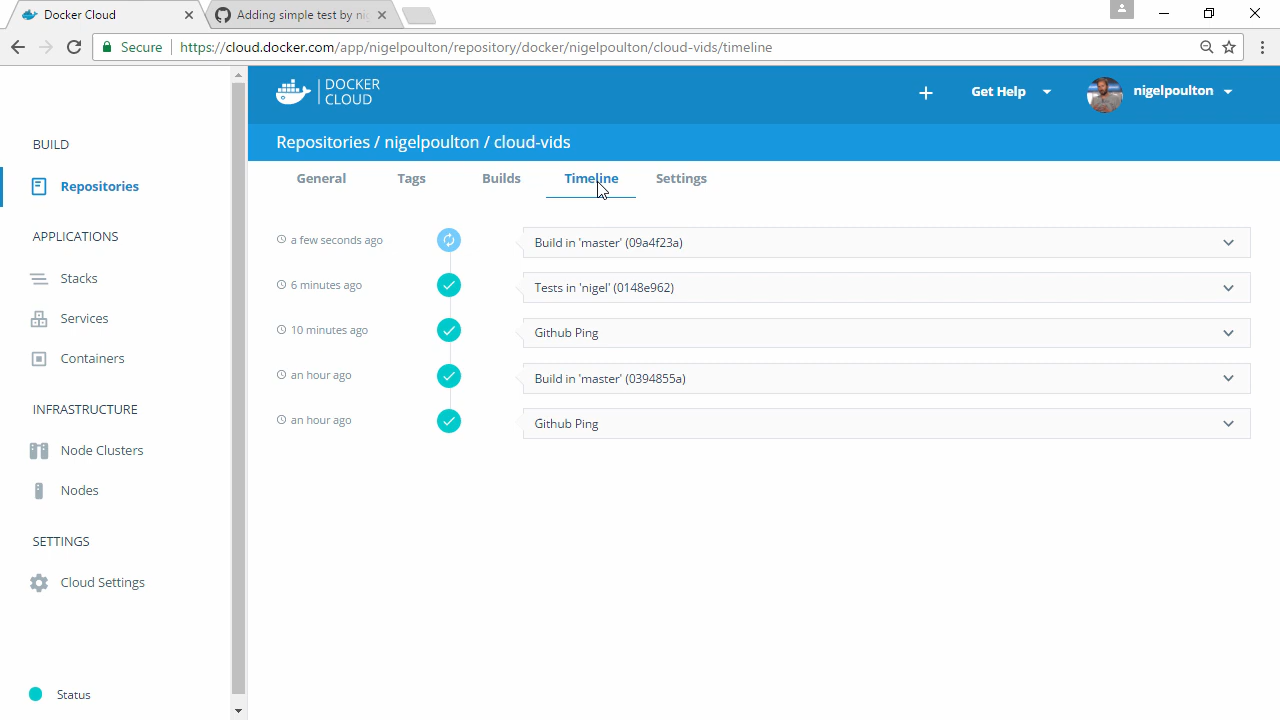 Docker Cloud
Adding simple test by nig
Secure
https://cloud.docker.com/app/nigelpoulton/repository/docker/nigelpoulton/cloud-vids/timeline
DOCKER
CLOUD
Get Help
nigelpoulton
Repositories / nigelpoulton / cloud-vids
General
Tags
Builds
Timeline
Settings
BUILD
Repositories
APPLICATIONS
Stacks
Services
Containers
INFRASTRUCTURE
Node Clusters
Nodes
SETTINGS
Cloud Settings
Status
a few seconds ago
Build in 'master' (09a4f23a)
6 minutes ago
Tests in 'nigel' (0148e962)
10 minutes ago
Github Ping
an hour ago
Build in 'master' (0394855a)
an hour ago
Github Ping